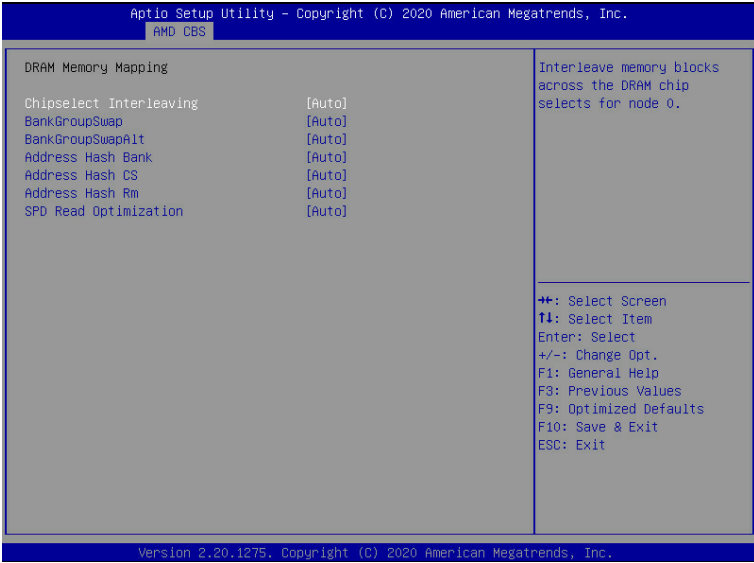 Aptio Setup Utility – Copyright (C) 2020 American Megatrends, Inc.
AMD CBS
DRAM Memory Mapping
Chipselect Interleaving [Auto]
BankGroupSwap [Auto]
BankGroupSwapAlt [Auto]
Address Hash Bank [Auto]
Address Hash CS [Auto]
Address Hash Rm [Auto]
SPD Read Optimization [Auto]
Interleave memory blocks
across the DRAM chip
selects for node 0.
→←: Select Screen
↑↓: Select Item
Enter: Select
+/-: Change Opt.
F1: General Help
F3: Previous Values
F9: Optimized Defaults
F10: Save & Exit
ESC: Exit
Version 2.20.1275. Copyright (C) 2020 American Megatrends, Inc.